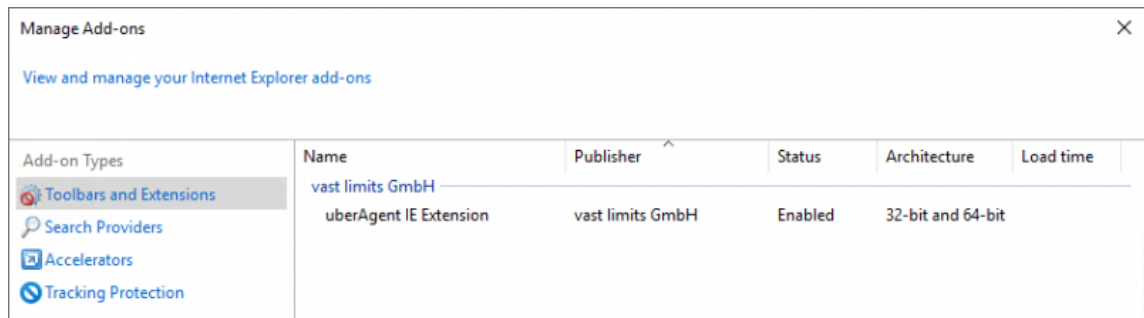 Manage Add-ons
View and manage your Internet Explorer add-ons
Add-on Types
Toolbars and Extensions
Search Providers
Accelerators
Tracking Protection
Name Publisher Status Architecture Load time
vast limits GmbH
uberAgent IE Extension vast limits GmbH Enabled 32-bit and 64-bit